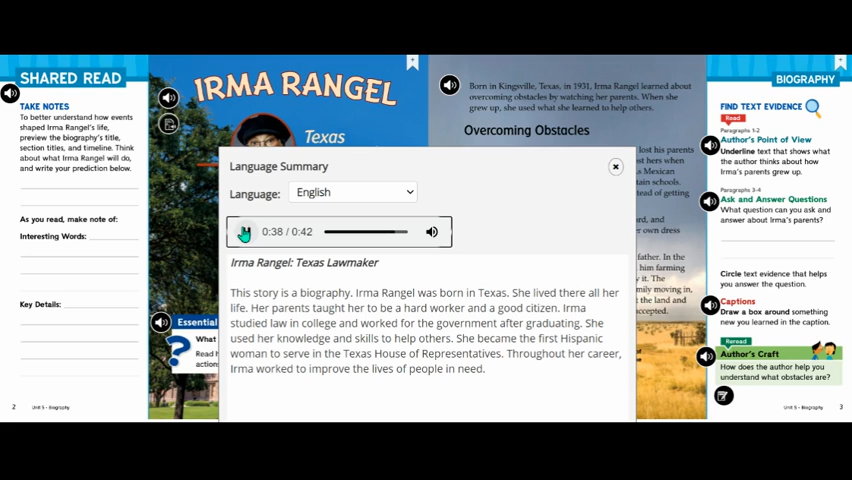 SHARED READ
TAKE NOTES
To better understand how events
shaped Irma Rangel's life,
preview the biography's title,
section titles, and timeline. Think
about what Irma Rangel will do,
and write your prediction below.
As you read, make note of:
Interesting Words:
Key Details:
2
Unit 5 - Biography
IRMA RANGEL
Texas
Essential
What
Read h
action
Language Summary
Language:
English
0:38 / 0:42
Irma Rangel: Texas Lawmaker
This story is a biography. Irma Rangel was born in Texas. She lived there all her
life. Her parents taught her to be a hard worker and a good citizen. Irma
studied law in college and worked for the government after graduating. She
used her knowledge and skills to help others. She became the first Hispanic
woman to serve in the Texas House of Representatives. Throughout her career,
Irma worked to improve the lives of people in need.
Born in Kingsville, Texas, in 1931, Irma Rangel learned about
overcoming obstacles by watching her parents. When she
grew up, she used what she learned to help others.
Overcoming Obstacles
lost his parents
ost hers when
s Mexican
tain schools.
tead of getting
rd, and
r own dress
father. In the
him farming
y it. The
mily moving in,
t the land and
ccepted.
BIOGRAPHY
FIND TEXT EVIDENCE
Read
Paragraphs 1-2
Author's Point of View
Underline text that shows what
the author thinks about how
Irma's parents grew up.
Paragraphs 3-4
Ask and Answer Questions
What question can you ask and
answer about Irma's parents?
Circle text evidence that helps
you answer the question.
Captions
Draw a box around something
new you learned in the caption.
Reread
Author's Craft
How does the author help you
understand what obstacles are?
Unit 5 - Biography
3